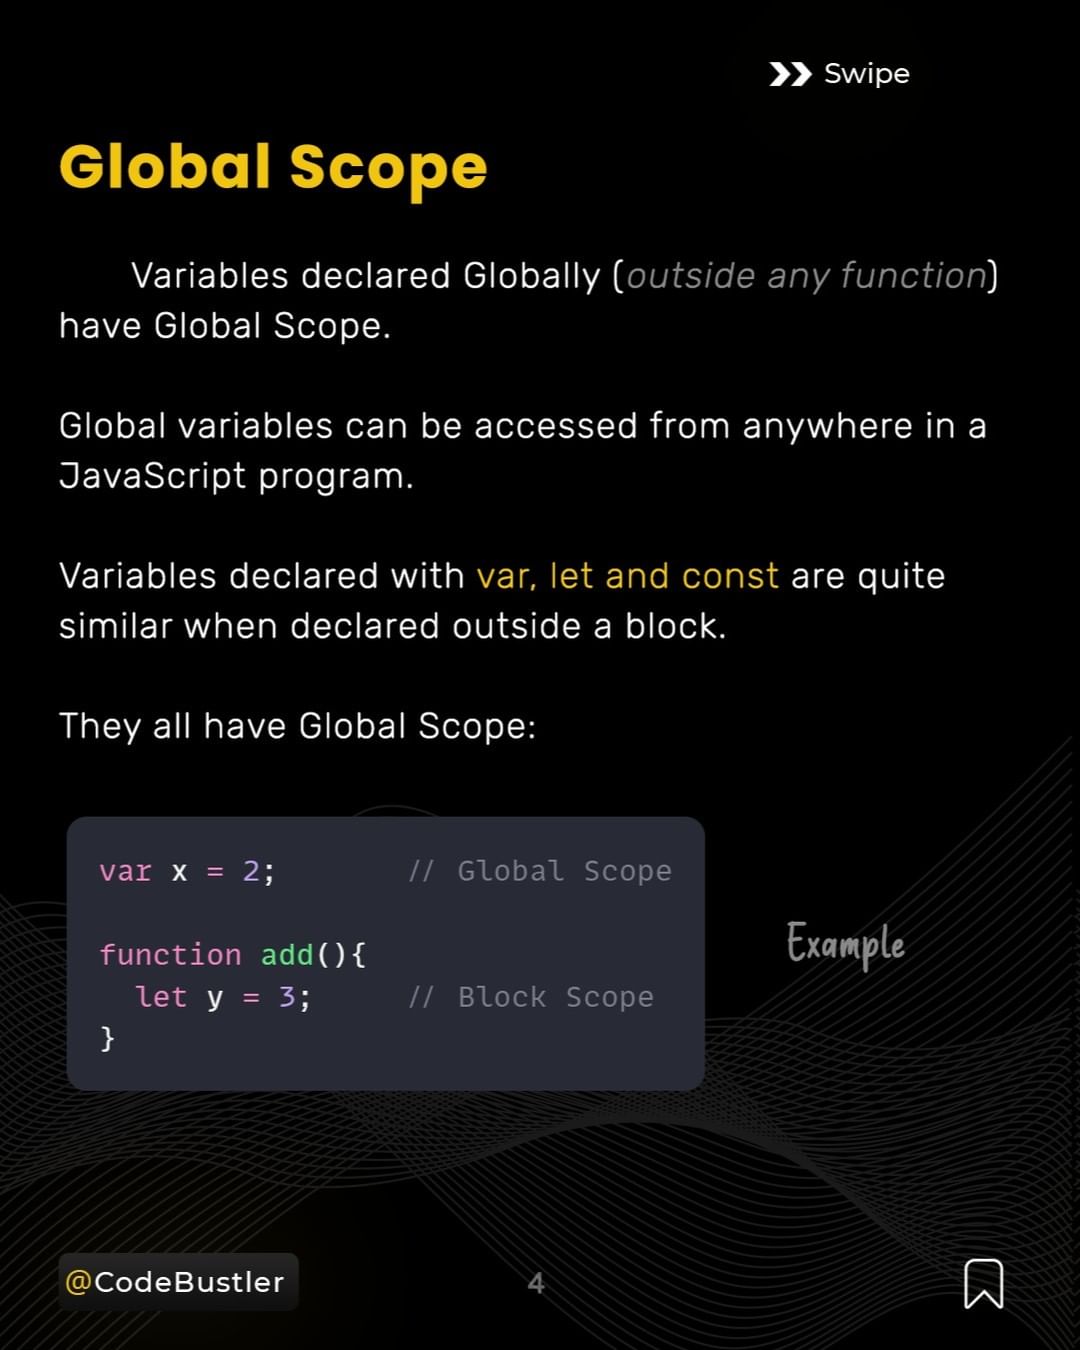 Swipe
Global Scope
Variables declared Globally (outside any function)
have Global Scope.
Global variables can be accessed from anywhere in a
JavaScript program.
Variables declared with var, let and const are quite
similar when declared outside a block.
They all have Global Scope:
var x = 2;        // Global Scope
function add(){
  let y = 3;      // Block Scope
}
Example
@CodeBustler
4